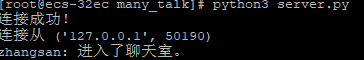 [root@ecs-32ec many_talk]# python3 server.py
连接成功！
连接从 ('127.0.0.1', 50190)
zhangsan: 进入了聊天室。